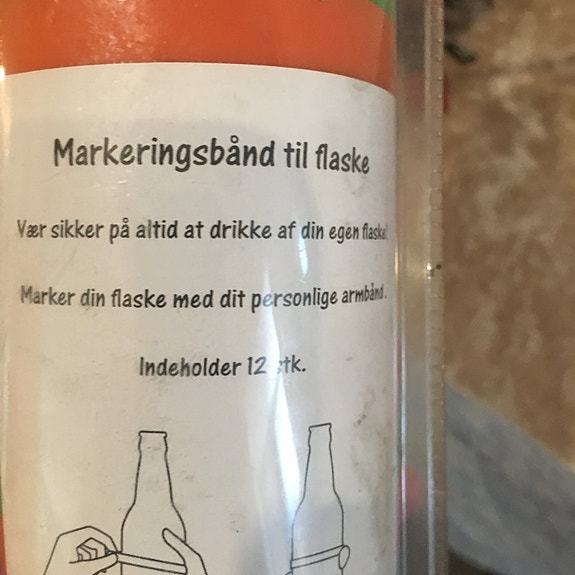 Markeringsbånd til flaske
Vær sikker på altid at drikke af din egen flaske!
Marker din flaske med dit personlige armbånd.
Indeholder 12 stk.